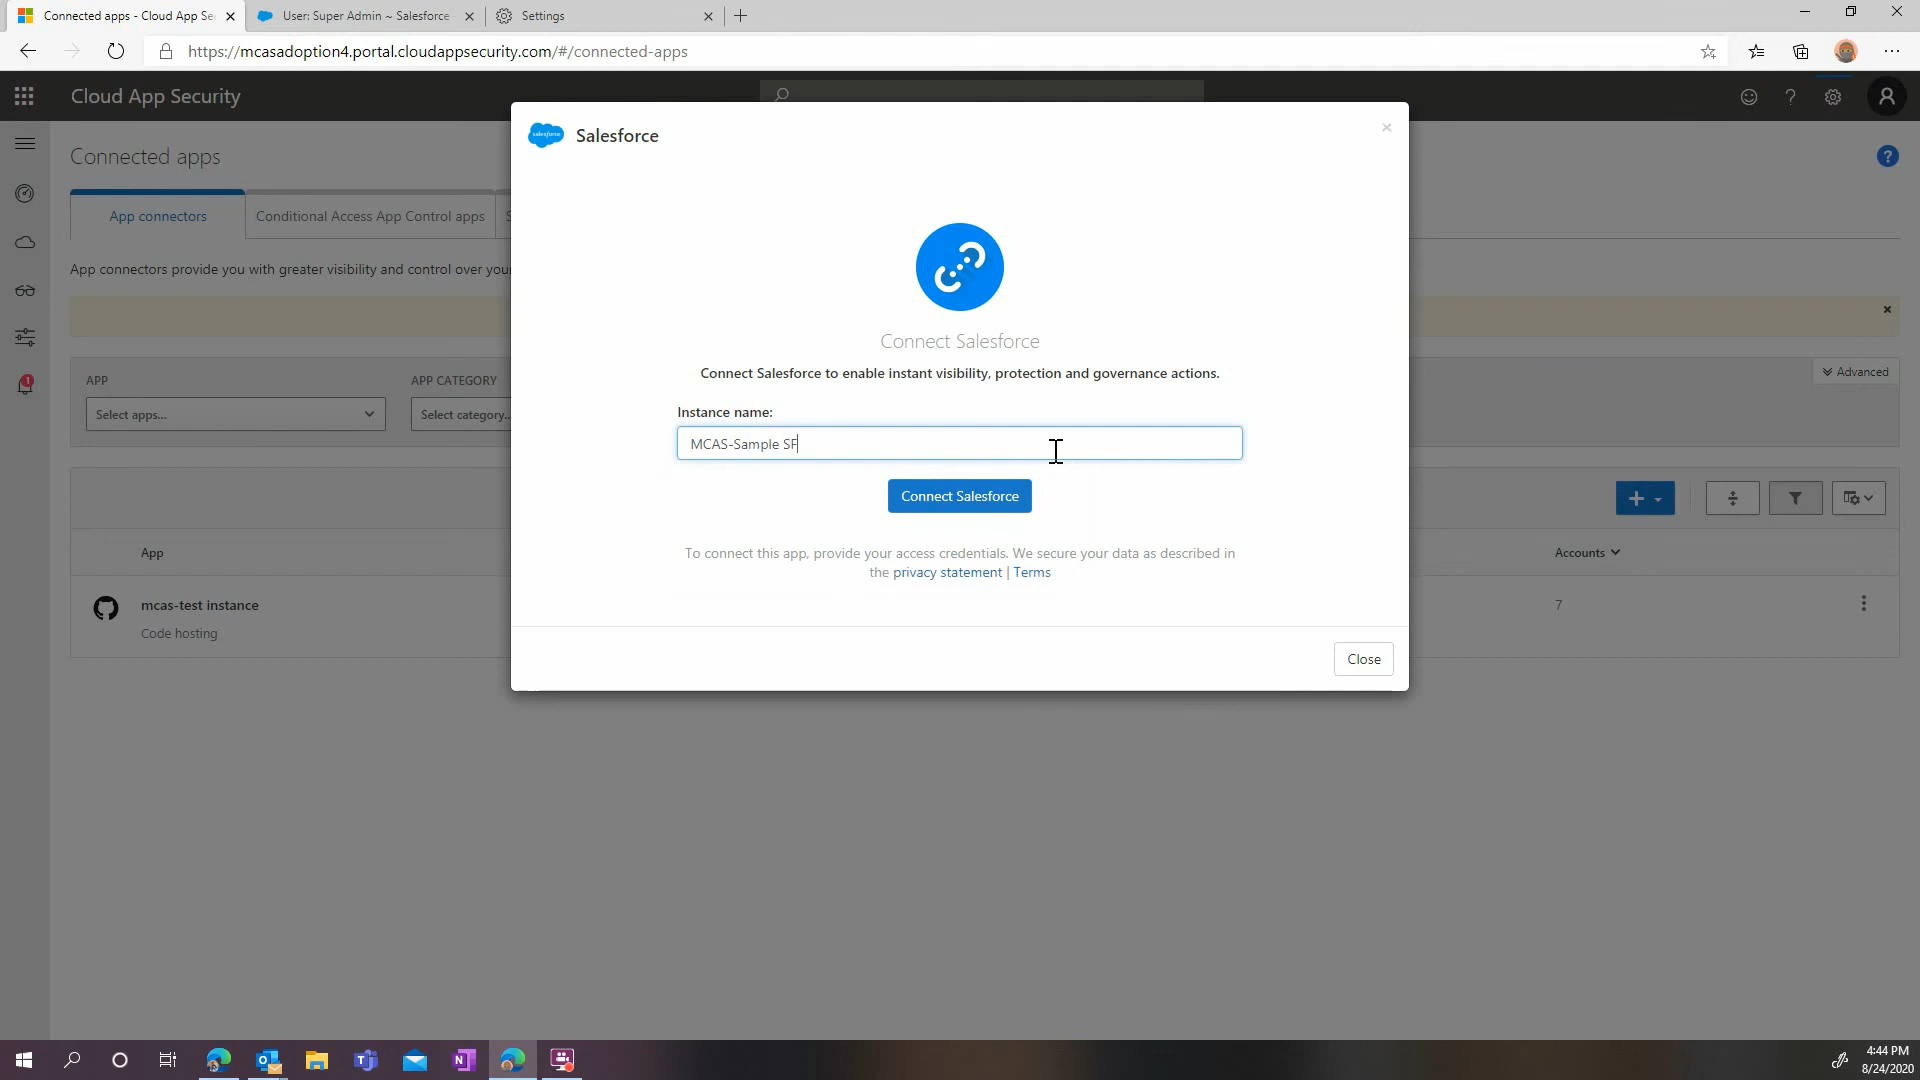 Connected apps - Cloud App Se
User: Super Admin ~ Salesforce
Settings
https://mcasadoption4.portal.cloudappsecurity.com/#/connected-apps
Cloud App Security
salesforce
Salesforce
Connected apps
App connectors
Conditional Access App Control apps
S
App connectors provide you with greater visibility and control over your
Connect Salesforce
Connect Salesforce to enable instant visibility, protection and governance actions.
APP
APP CATEGORY
Advanced
Select apps...
Select category...
Instance name:
MCAS-Sample SF
Connect Salesforce
To connect this app, provide your access credentials. We secure your data as described in
the privacy statement | Terms
App
Accounts
mcas-test instance
Code hosting
7
1
Close
4:44 PM
8/24/2020